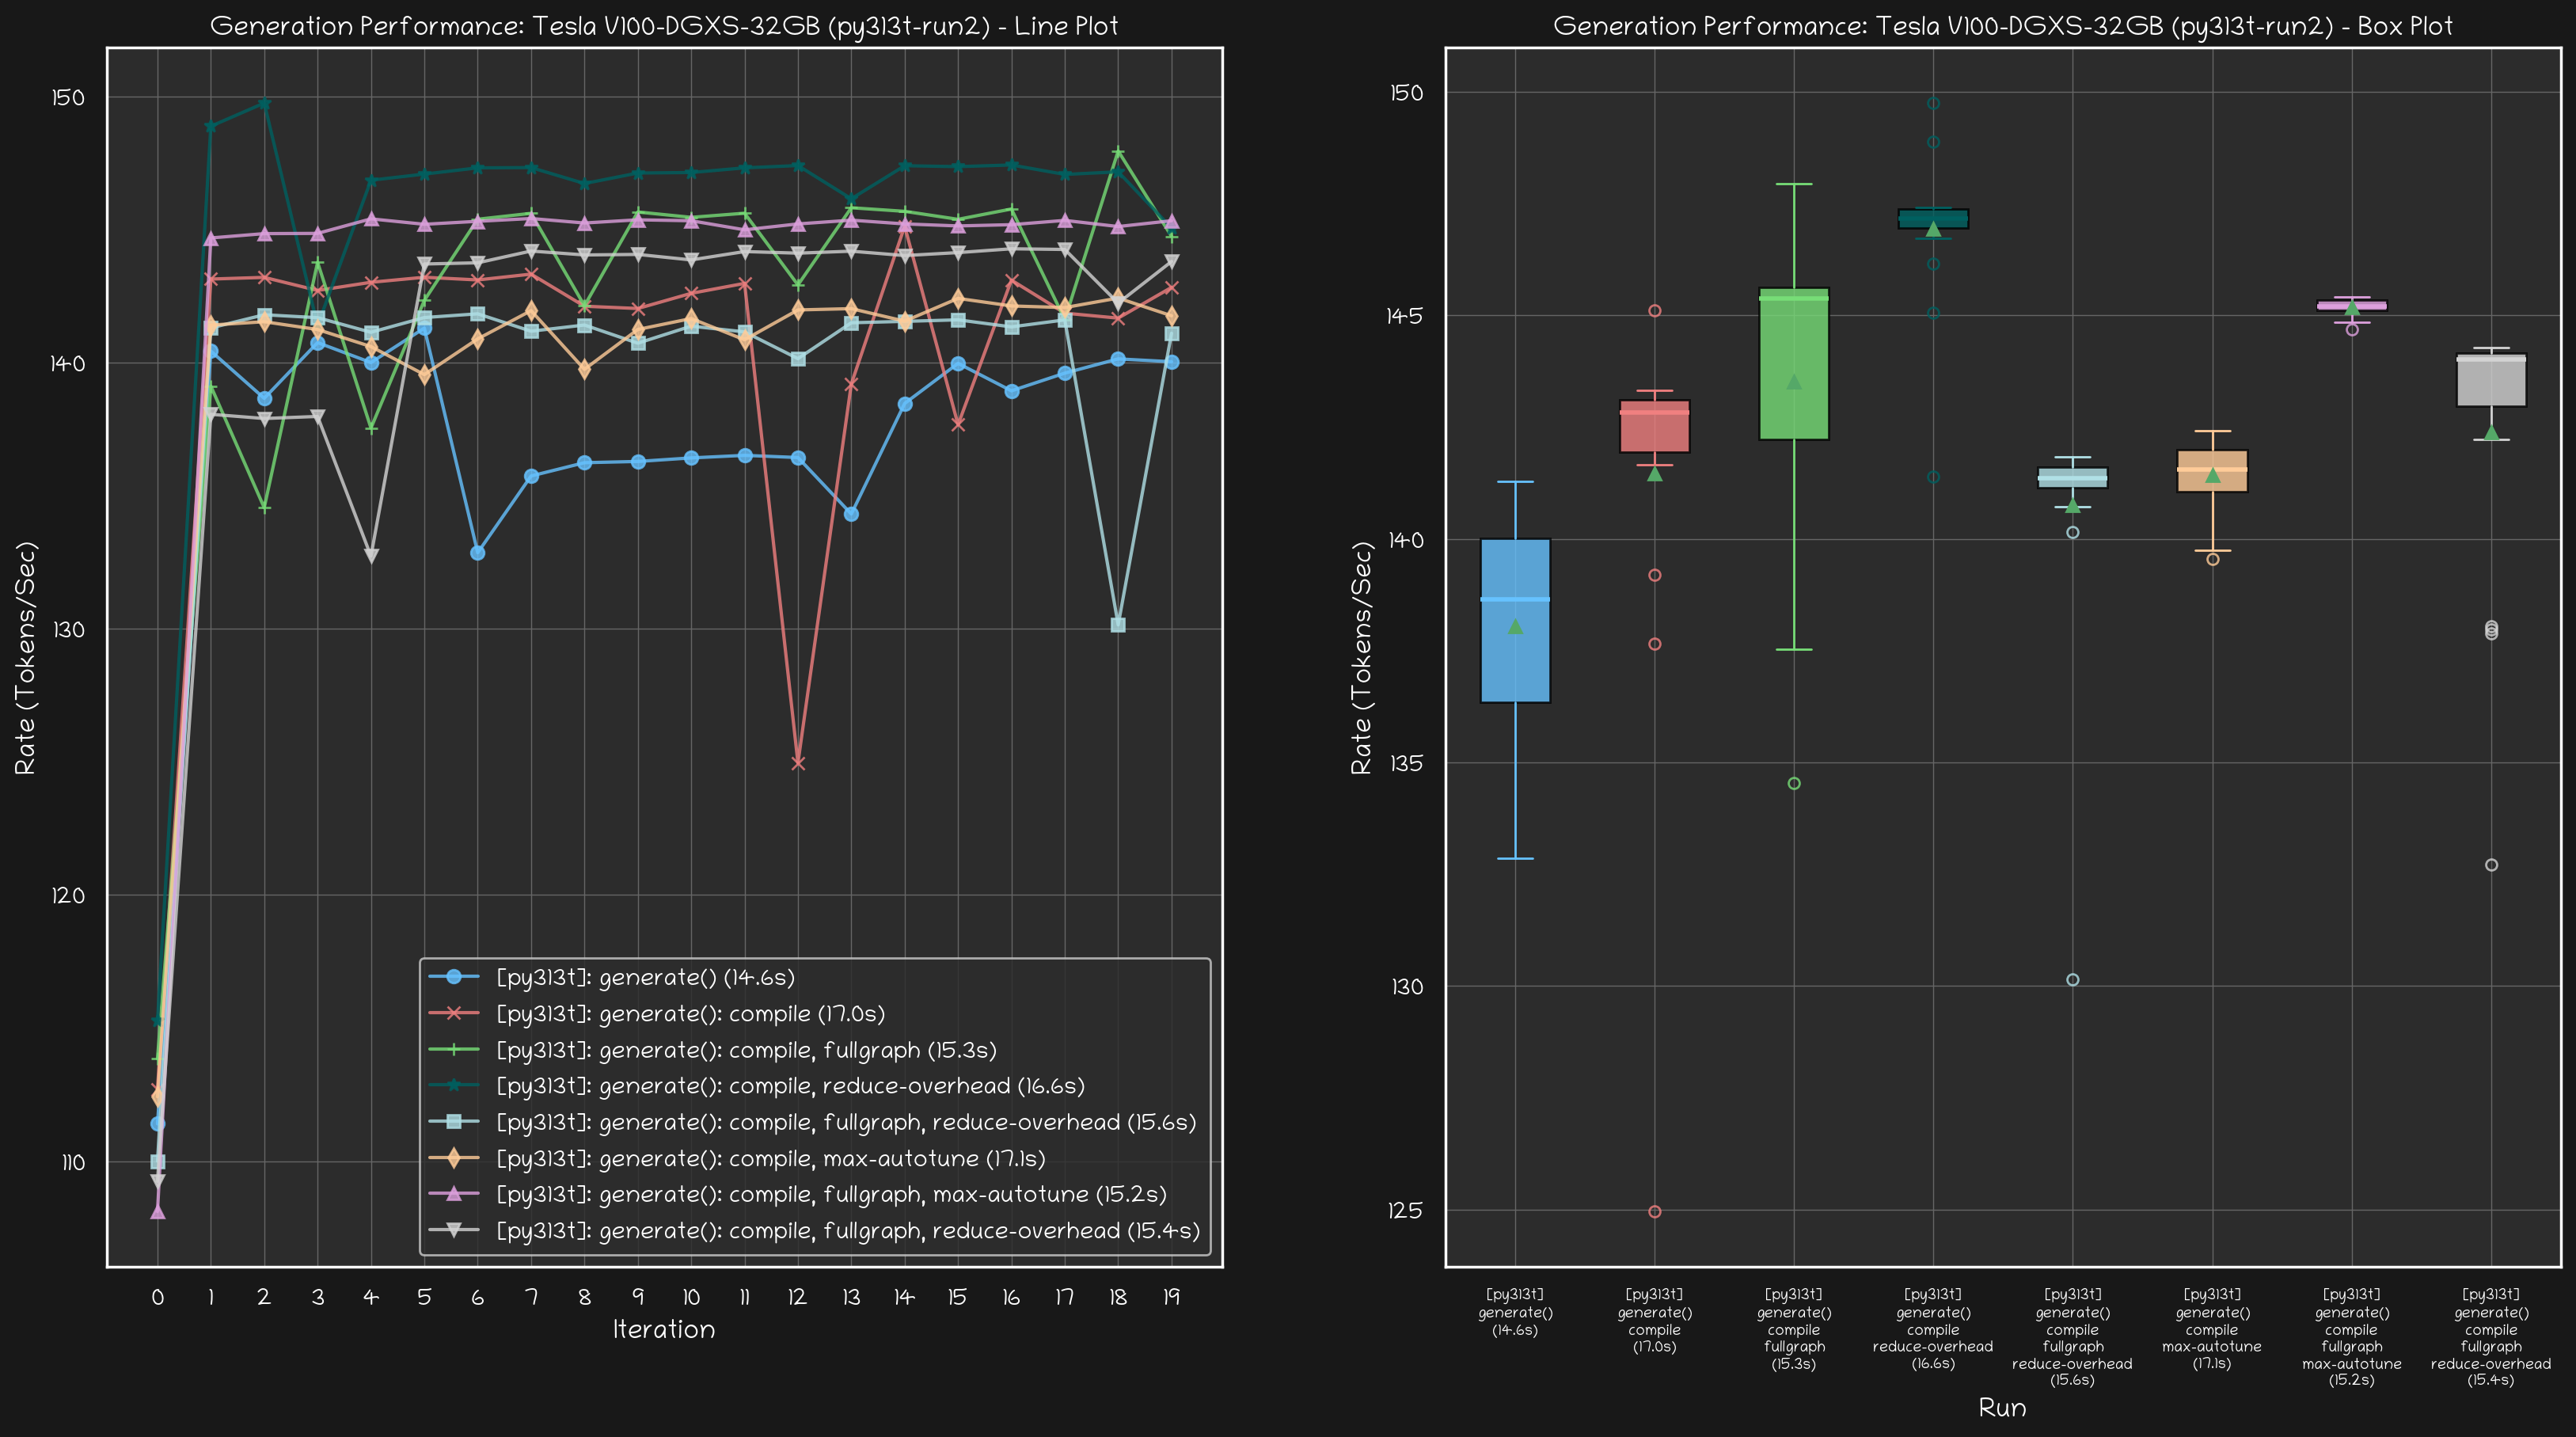 Generation Performance: Tesla V100-DGXS-32GB (py313t-run2) - Line Plot
Rate (Tokens/Sec)
150
140
130
120
110
[py313t]: generate() (14.6s)
[py313t]: generate(): compile (17.0s)
[py313t]: generate(): compile, fullgraph (15.3s)
[py313t]: generate(): compile, reduce-overhead (16.6s)
[py313t]: generate(): compile, fullgraph, reduce-overhead (15.6s)
[py313t]: generate(): compile, max-autotune (17.1s)
[py313t]: generate(): compile, fullgraph, max-autotune (15.2s)
[py313t]: generate(): compile, fullgraph, reduce-overhead (15.4s)
0 1 2 3 4 5 6 7 8 9 10 11 12 13 14 15 16 17 18 19
Iteration
Generation Performance: Tesla V100-DGXS-32GB (py313t-run2) - Box Plot
Rate (Tokens/Sec)
150
145
140
135
130
125
[py313t]
generate()
(14.6s)
[py313t]
generate()
compile
(17.0s)
[py313t]
generate()
compile
fullgraph
(15.3s)
[py313t]
generate()
compile
reduce-overhead
(16.6s)
[py313t]
generate()
compile
fullgraph
reduce-overhead
(15.6s)
[py313t]
generate()
compile
max-autotune
(17.1s)
[py313t]
generate()
compile
fullgraph
max-autotune
(15.2s)
[py313t]
generate()
compile
fullgraph
reduce-overhead
(15.4s)
Run